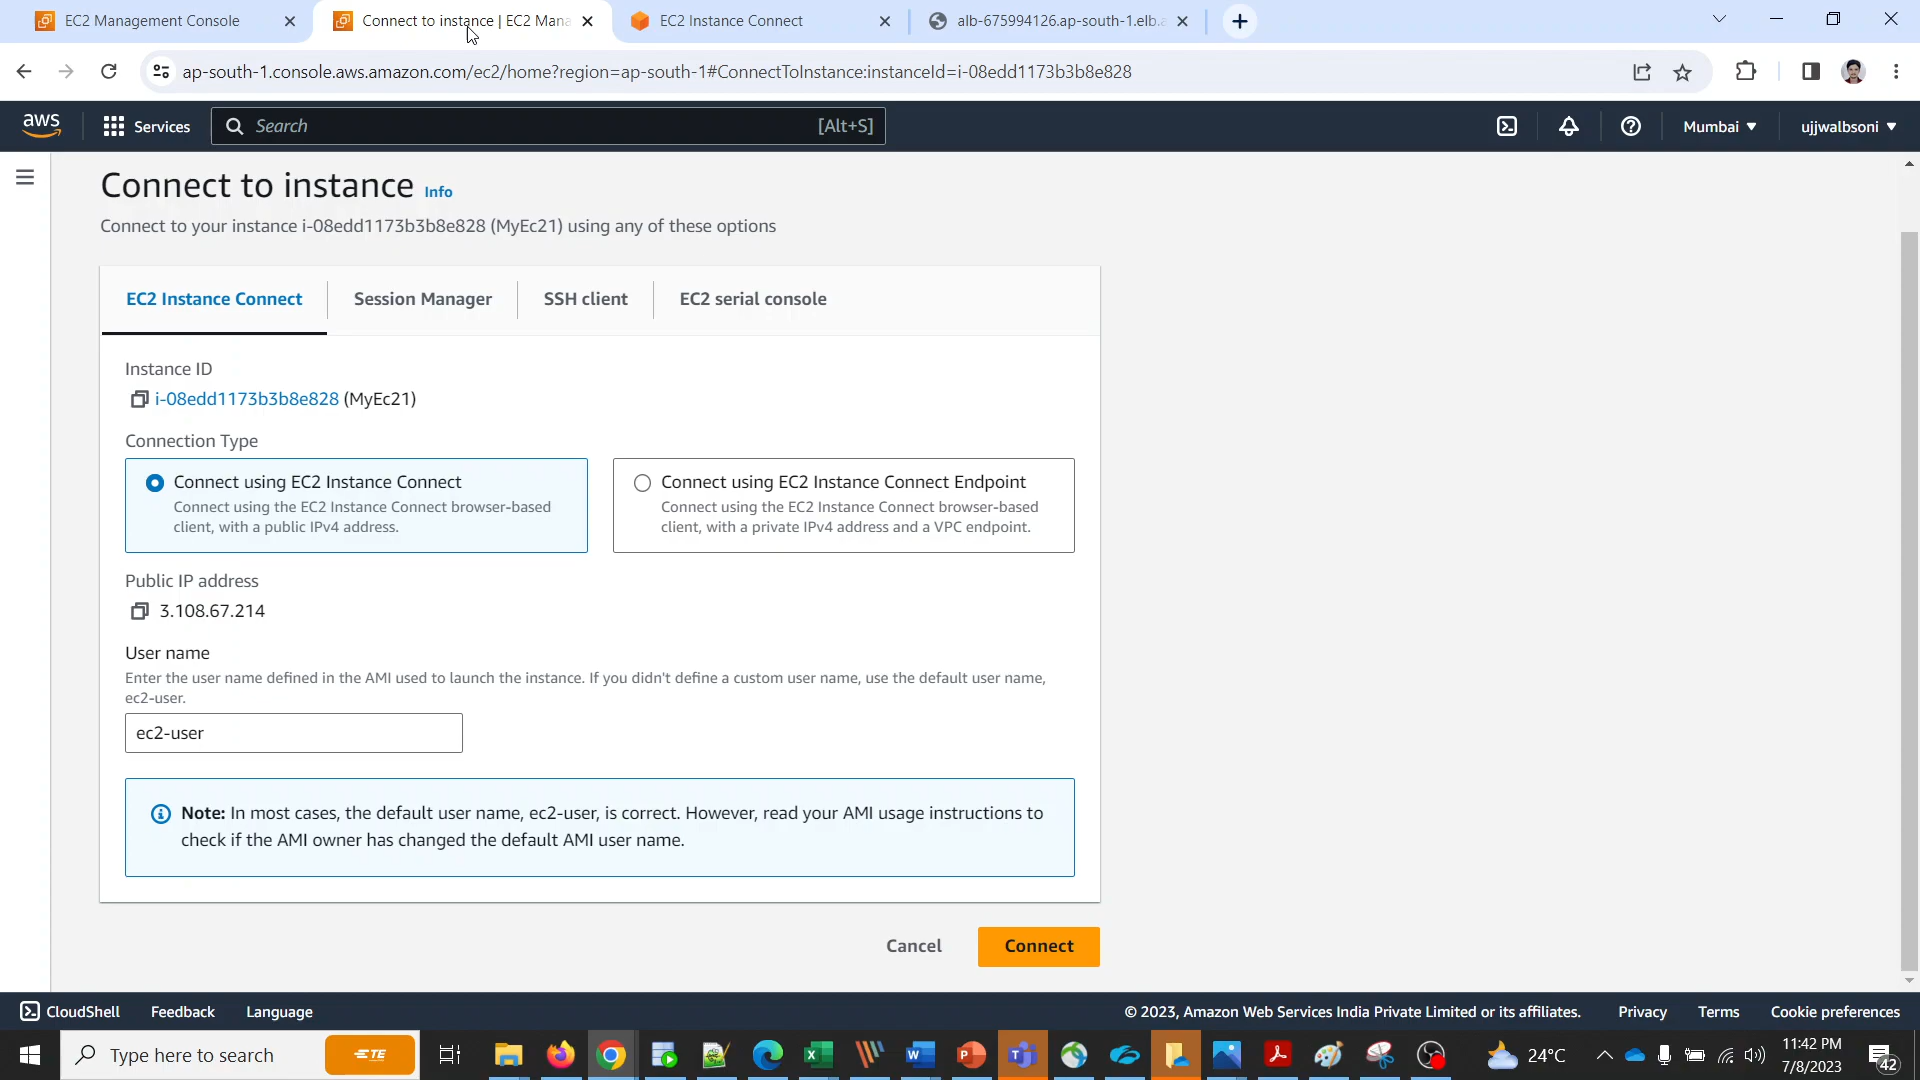 EC2 Management Console
Connect to instance | EC2 Mana
EC2 Instance Connect
alb-675994126.ap-south-1.elb.a
ap-south-1.console.aws.amazon.com/ec2/home?region=ap-south-1#ConnectToInstance:instanceId=i-08edd1173b3b8e828
aws
Services
Search
[Alt+S]
Mumbai
ujjwalbsoni
Connect to instance Info
Connect to your instance i-08edd1173b3b8e828 (MyEc21) using any of these options
EC2 Instance Connect
Session Manager
SSH client
EC2 serial console
Instance ID
i-08edd1173b3b8e828 (MyEc21)
Connection Type
Connect using EC2 Instance Connect
Connect using the EC2 Instance Connect browser-based
client, with a public IPv4 address.
Connect using EC2 Instance Connect Endpoint
Connect using the EC2 Instance Connect browser-based
client, with a private IPv4 address and a VPC endpoint.
Public IP address
3.108.67.214
User name
Enter the user name defined in the AMI used to launch the instance. If you didn't define a custom user name, use the default user name,
ec2-user.
ec2-user
Note: In most cases, the default user name, ec2-user, is correct. However, read your AMI usage instructions to
check if the AMI owner has changed the default AMI user name.
Cancel
Connect
CloudShell
Feedback
Language
© 2023, Amazon Web Services India Private Limited or its affiliates.
Privacy
Terms
Cookie preferences
Type here to search
24°C
11:42 PM
7/8/2023
42